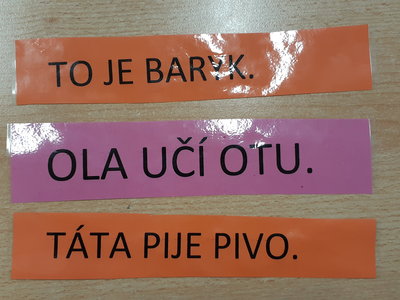 TO JE BARYK.
OLA UČÍ OTU.
TÁTA PIJE PIVO.